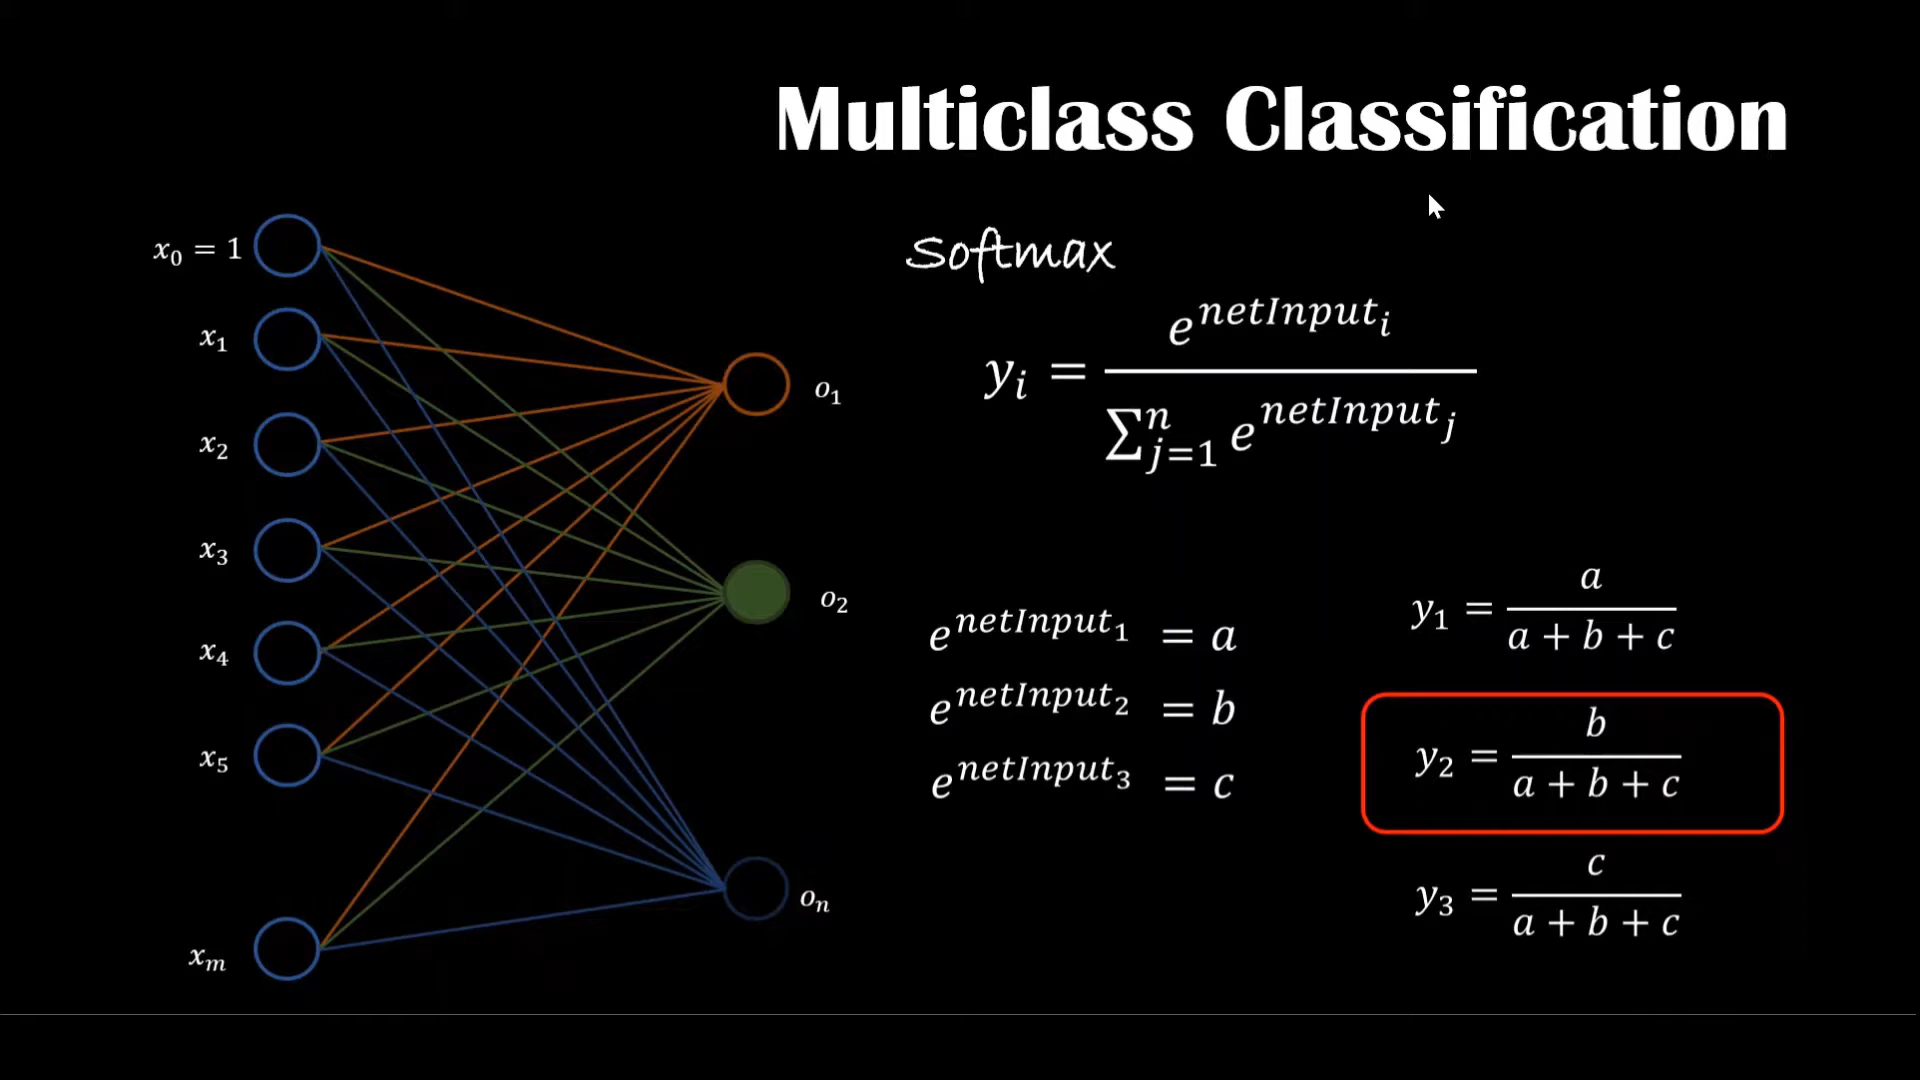 Multiclass Classification
Softmax
y_i = e^{netInput_i} / ∑_{j=1}^{n} e^{netInput_j}
x_0 = 1
x_1
x_2
x_3
x_4
x_5
x_m
o_1
o_2
o_n
e^{netInput_1} = a
e^{netInput_2} = b
e^{netInput_3} = c
y_1 = a / (a + b + c)
y_2 = b / (a + b + c)
y_3 = c / (a + b + c)